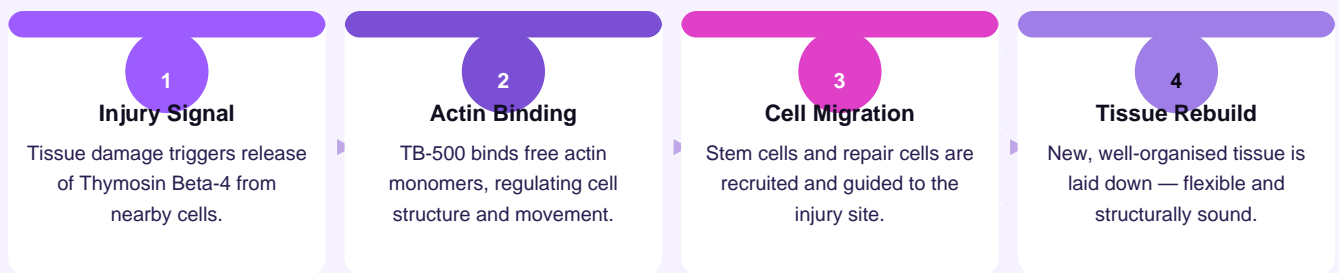 1
Injury Signal
Tissue damage triggers release
of Thymosin Beta-4 from
nearby cells.
2
Actin Binding
TB-500 binds free actin
monomers, regulating cell
structure and movement.
3
Cell Migration
Stem cells and repair cells are
recruited and guided to the
injury site.
4
Tissue Rebuild
New, well-organised tissue is
laid down — flexible and
structurally sound.